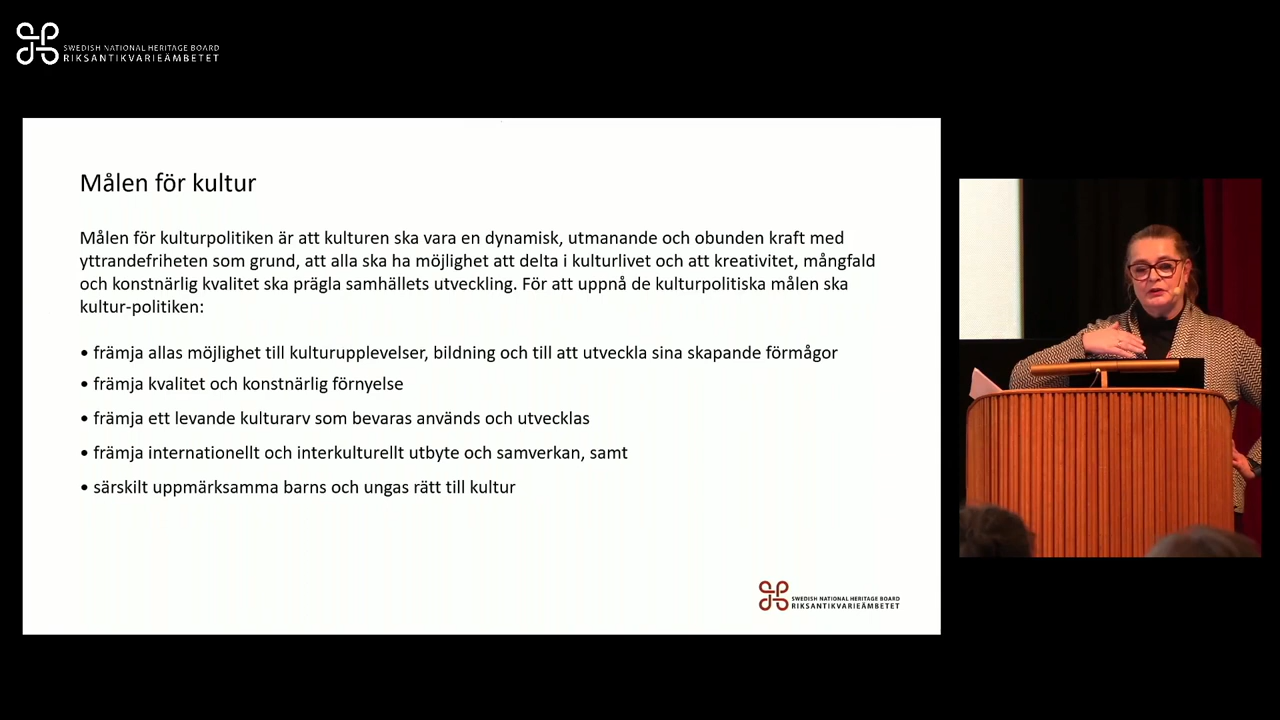 SWEDISH NATIONAL HERITAGE BOARD
RIKSANTIKVARIEÄMBETET
Målen för kultur
Målen för kulturpolitiken är att kulturen ska vara en dynamisk, utmanande och obunden kraft med
yttrandefriheten som grund, att alla ska ha möjlighet att delta i kulturlivet och att kreativitet, mångfald
och konstnärlig kvalitet ska prägla samhällets utveckling. För att uppnå de kulturpolitiska målen ska
kultur-politiken:
• främja allas möjlighet till kulturupplevelser, bildning och till att utveckla sina skapande förmågor
• främja kvalitet och konstnärlig förnyelse
• främja ett levande kulturarv som bevaras används och utvecklas
• främja internationellt och interkulturellt utbyte och samverkan, samt
• särskilt uppmärksamma barns och ungas rätt till kultur
SWEDISH NATIONAL HERITAGE BOARD
RIKSANTIKVARIEÄMBETET